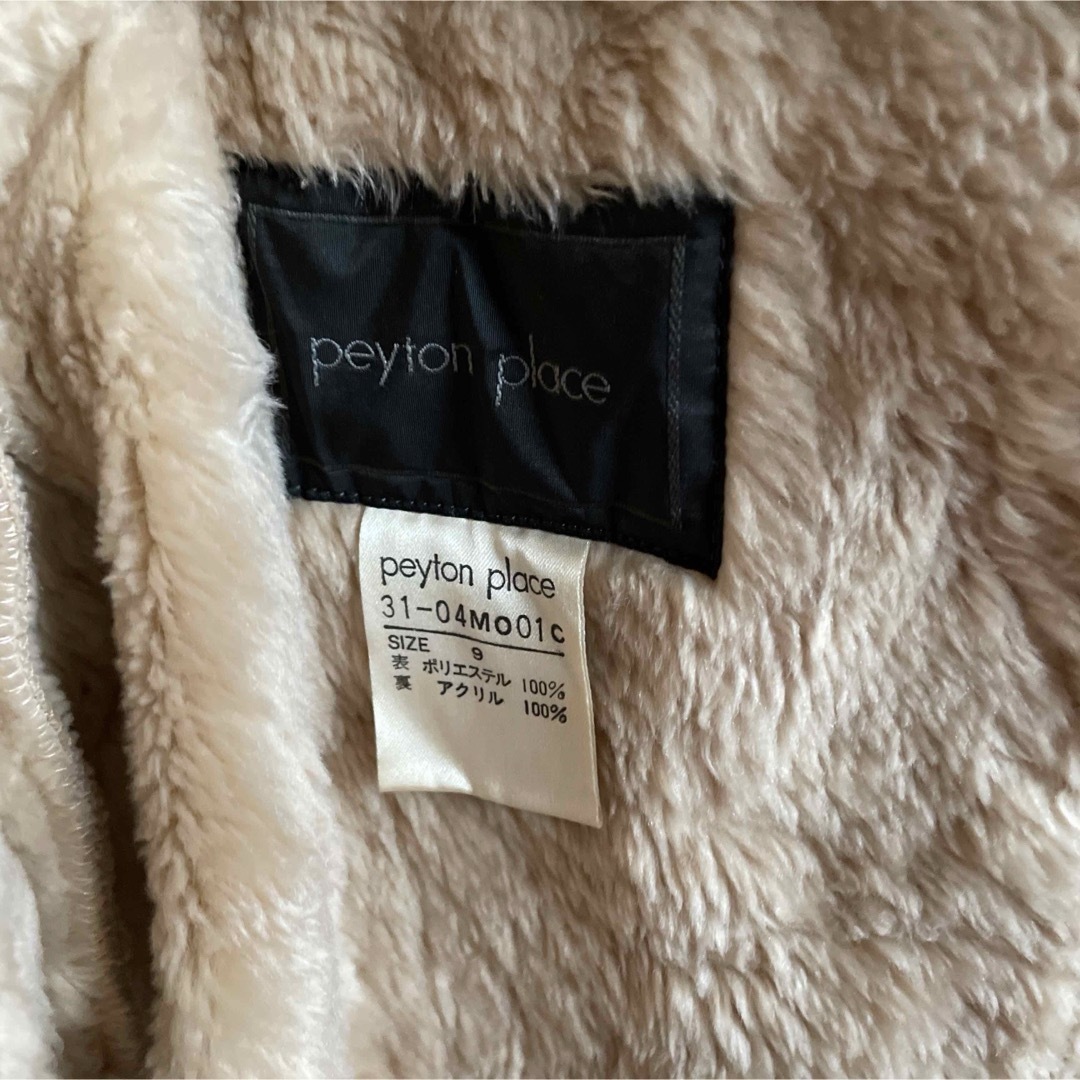 peyton place
peyton place
31-04MO01C
SIZE 9
表 ポリエステル 100%
裏 アクリル 100%